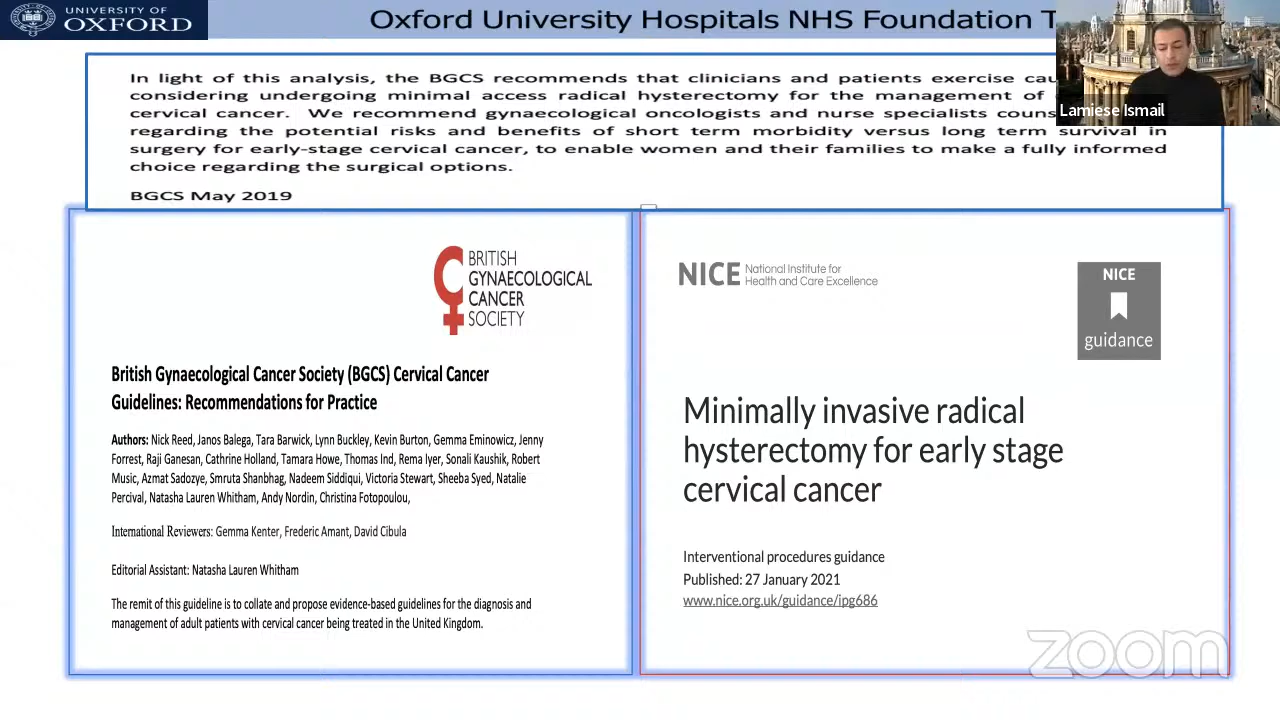 UNIVERSITY OF
OXFORD
Oxford University Hospitals NHS Foundation T
In light of this analysis, the BGCS recommends that clinicians and patients exercise cau
considering undergoing minimal access radical hysterectomy for the management of
cervical cancer. We recommend gynaecological oncologists and nurse specialists couns
regarding the potential risks and benefits of short term morbidity versus long term survival in
surgery for early-stage cervical cancer, to enable women and their families to make a fully informed
choice regarding the surgical options.
BGCS May 2019
Lamiese Ismail
BRITISH
GYNAECOLOGICAL
CANCER
SOCIETY
British Gynaecological Cancer Society (BGCS) Cervical Cancer
Guidelines: Recommendations for Practice
Authors: Nick Reed, Janos Balega, Tara Barwick, Lynn Buckley, Kevin Burton, Gemma Eminowicz, Jenny
Forrest, Raji Ganesan, Cathrine Holland, Tamara Howe, Thomas Ind, Rema Iyer, Sonali Kaushik, Robert
Music, Azmat Sadozye, Smruta Shanbhag, Nadeem Siddiqui, Victoria Stewart, Sheeba Syed, Natalie
Percival, Natasha Lauren Whitham, Andy Nordin, Christina Fotopoulou,
International Reviewers: Gemma Kenter, Frederic Amant, David Cibula
Editorial Assistant: Natasha Lauren Whitham
The remit of this guideline is to collate and propose evidence-based guidelines for the diagnosis and
management of adult patients with cervical cancer being treated in the United Kingdom.
NICE National Institute for
Health and Care Excellence
NICE
guidance
Minimally invasive radical
hysterectomy for early stage
cervical cancer
Interventional procedures guidance
Published: 27 January 2021
www.nice.org.uk/guidance/ipg686
zoom